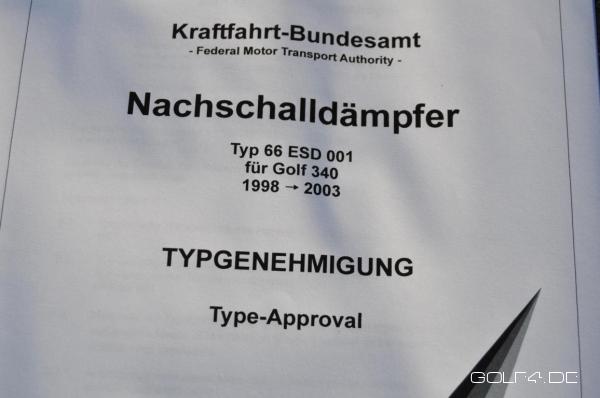 Kraftfahrt-Bundesamt
- Federal Motor Transport Authority -
Nachschalldämpfer
Typ 66 ESD 001
für Golf 340
1998 → 2003
TYPGENEHMIGUNG
Type-Approval
GOLF4.DE